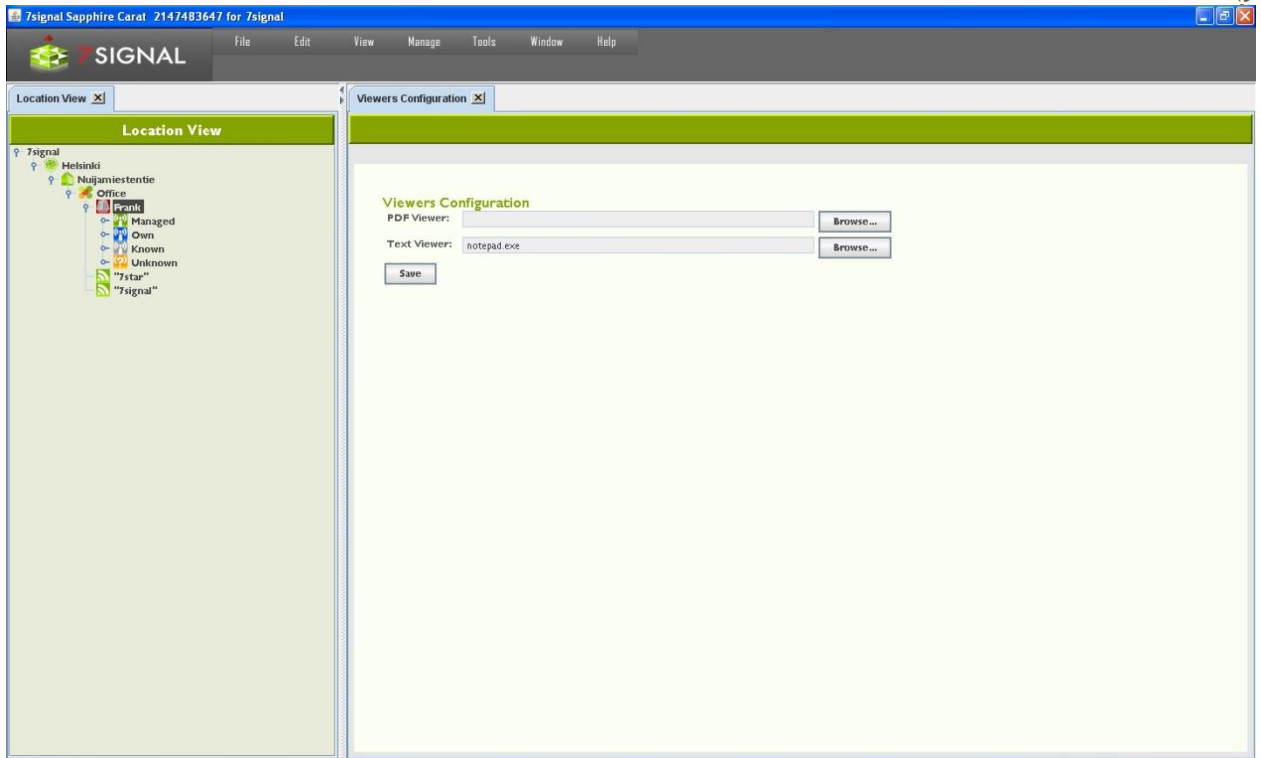 7signal Sapphire Carat 2147483647 for 7signal
7SIGNAL
File Edit View Manage Tools Window Help
Location View
Viewers Configuration
Location View
7signal
Helsinki
Nuijamiestentie
Office
Frank
Managed
Own
Known
Unknown
"7star"
"7signal"
Viewers Configuration
PDF Viewer:
Browse...
Text Viewer:
notepad.exe
Browse...
Save